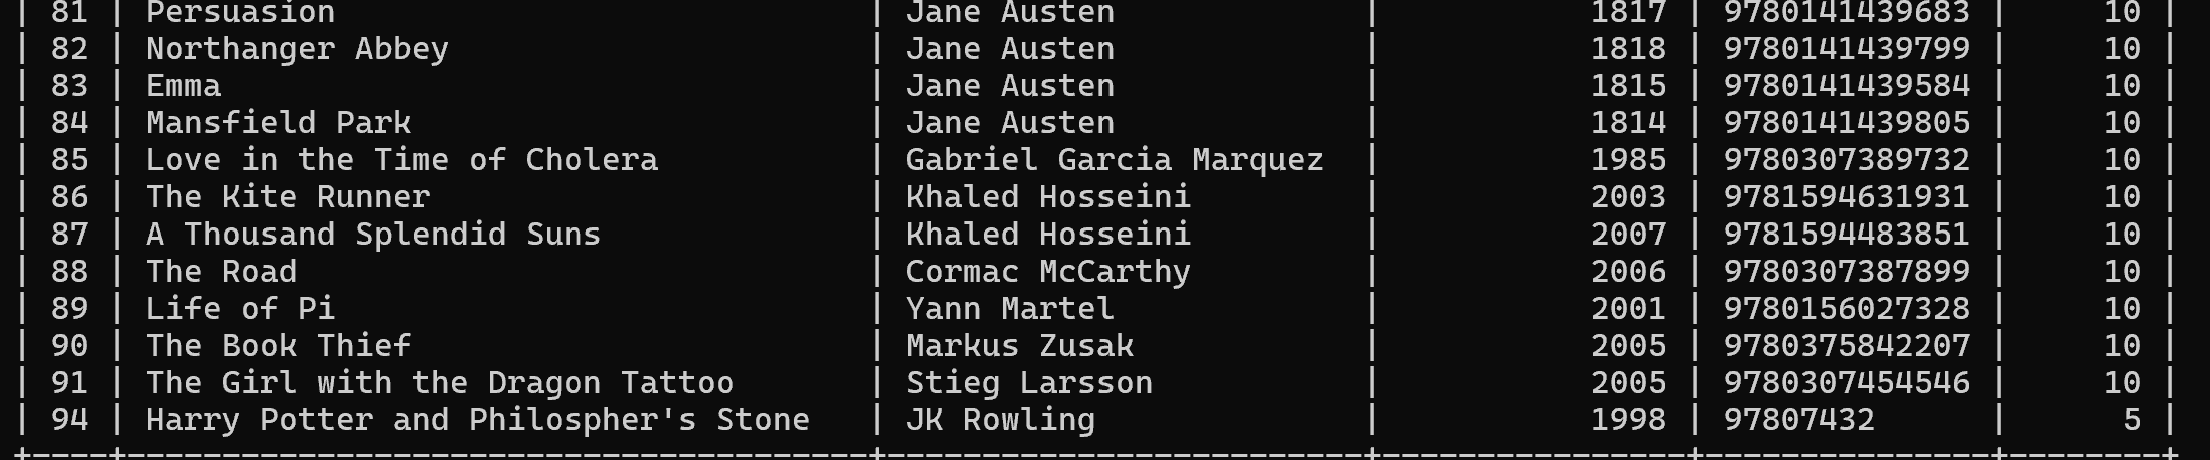 | 81 | Persuasion | Jane Austen | 1817 | 9780141439683 | 10 |
| 82 | Northanger Abbey | Jane Austen | 1818 | 9780141439799 | 10 |
| 83 | Emma | Jane Austen | 1815 | 9780141439584 | 10 |
| 84 | Mansfield Park | Jane Austen | 1814 | 9780141439805 | 10 |
| 85 | Love in the Time of Cholera | Gabriel Garcia Marquez | 1985 | 9780307389732 | 10 |
| 86 | The Kite Runner | Khaled Hosseini | 2003 | 9781594631931 | 10 |
| 87 | A Thousand Splendid Suns | Khaled Hosseini | 2007 | 9781594483851 | 10 |
| 88 | The Road | Cormac McCarthy | 2006 | 9780307387899 | 10 |
| 89 | Life of Pi | Yann Martel | 2001 | 9780156027328 | 10 |
| 90 | The Book Thief | Markus Zusak | 2005 | 9780375842207 | 10 |
| 91 | The Girl with the Dragon Tattoo | Stieg Larsson | 2005 | 9780307454546 | 10 |
| 94 | Harry Potter and Philospher's Stone | JK Rowling | 1998 | 97807432 | 5 |